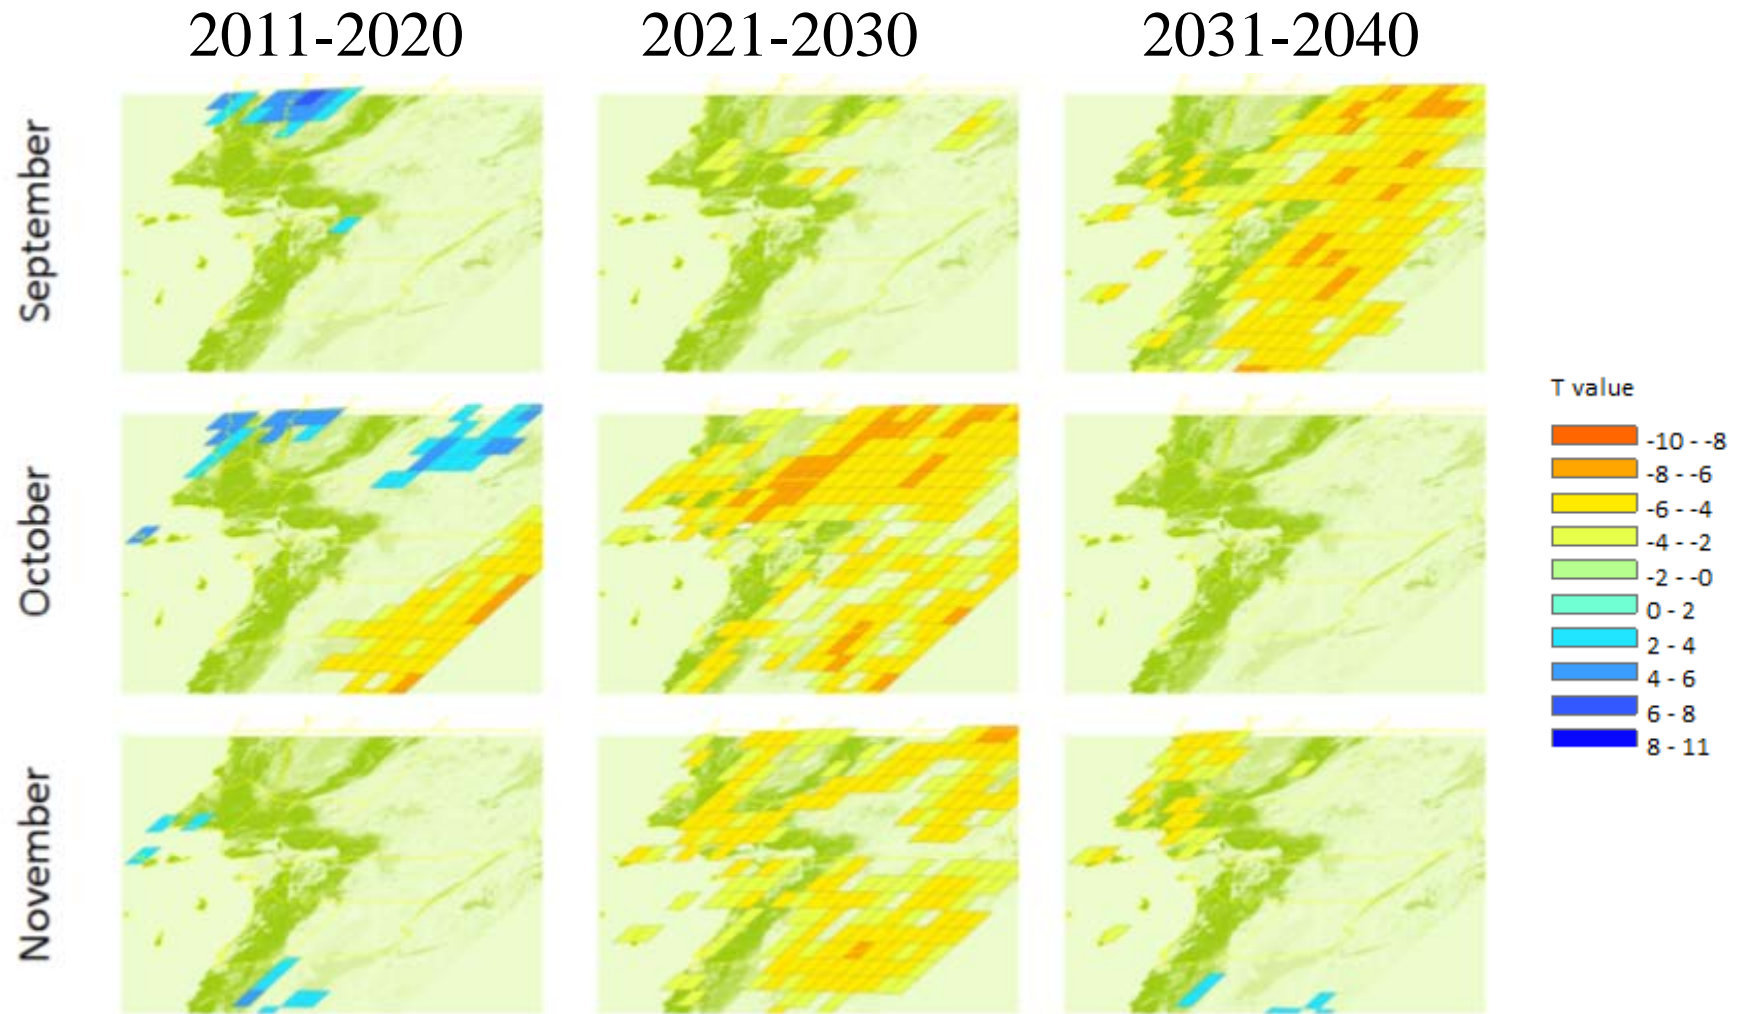 2011-2020 2021-2030 2031-2040
September
October
November
T value
-10 - -8
-8 - -6
-6 - -4
-4 - -2
-2 - -0
0 - 2
2 - 4
4 - 6
6 - 8
8 - 11